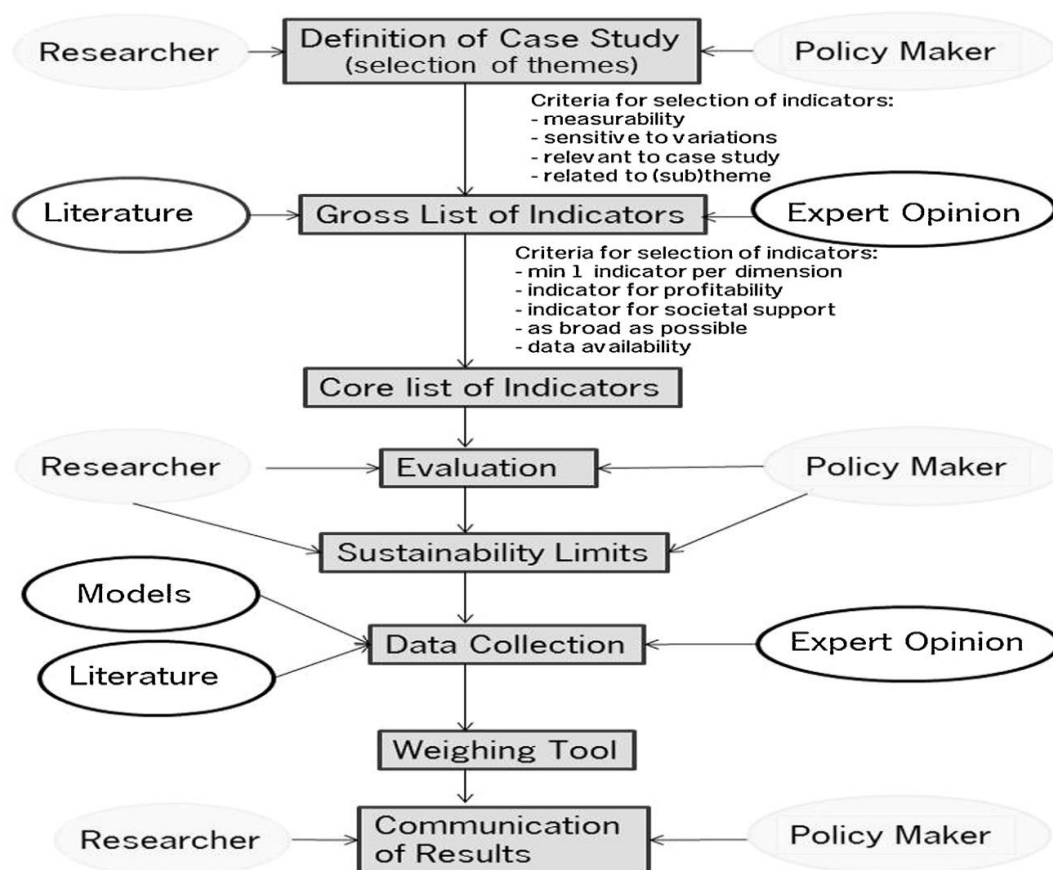 Researcher
Definition of Case Study
(selection of themes)
Policy Maker
Criteria for selection of indicators:
- measurability
- sensitive to variations
- relevant to case study
- related to (sub)theme
Literature
Gross List of Indicators
Expert Opinion
Criteria for selection of indicators:
- min 1 indicator per dimension
- indicator for profitability
- indicator for societal support
- as broad as possible
- data availability
Core list of Indicators
Researcher
Evaluation
Policy Maker
Sustainability Limits
Models
Data Collection
Expert Opinion
Literature
Weighing Tool
Researcher
Communication
of Results
Policy Maker